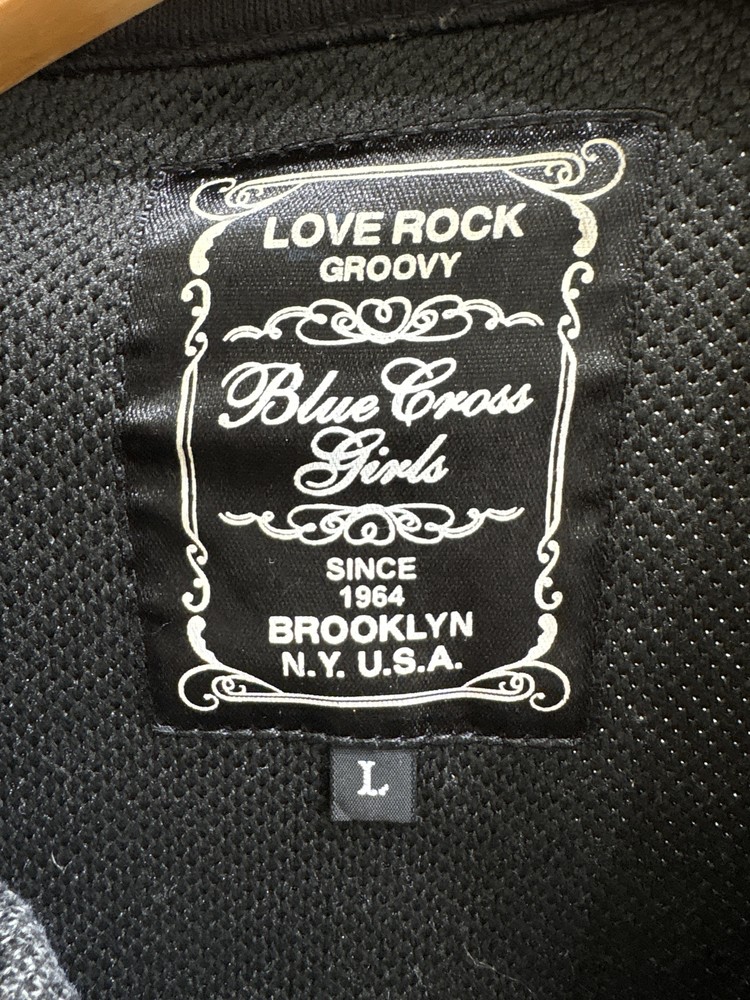 LOVE ROCK
GROOVY
Blue Cross
Girls
SINCE
1964
BROOKLYN
N.Y. U.S.A.
L